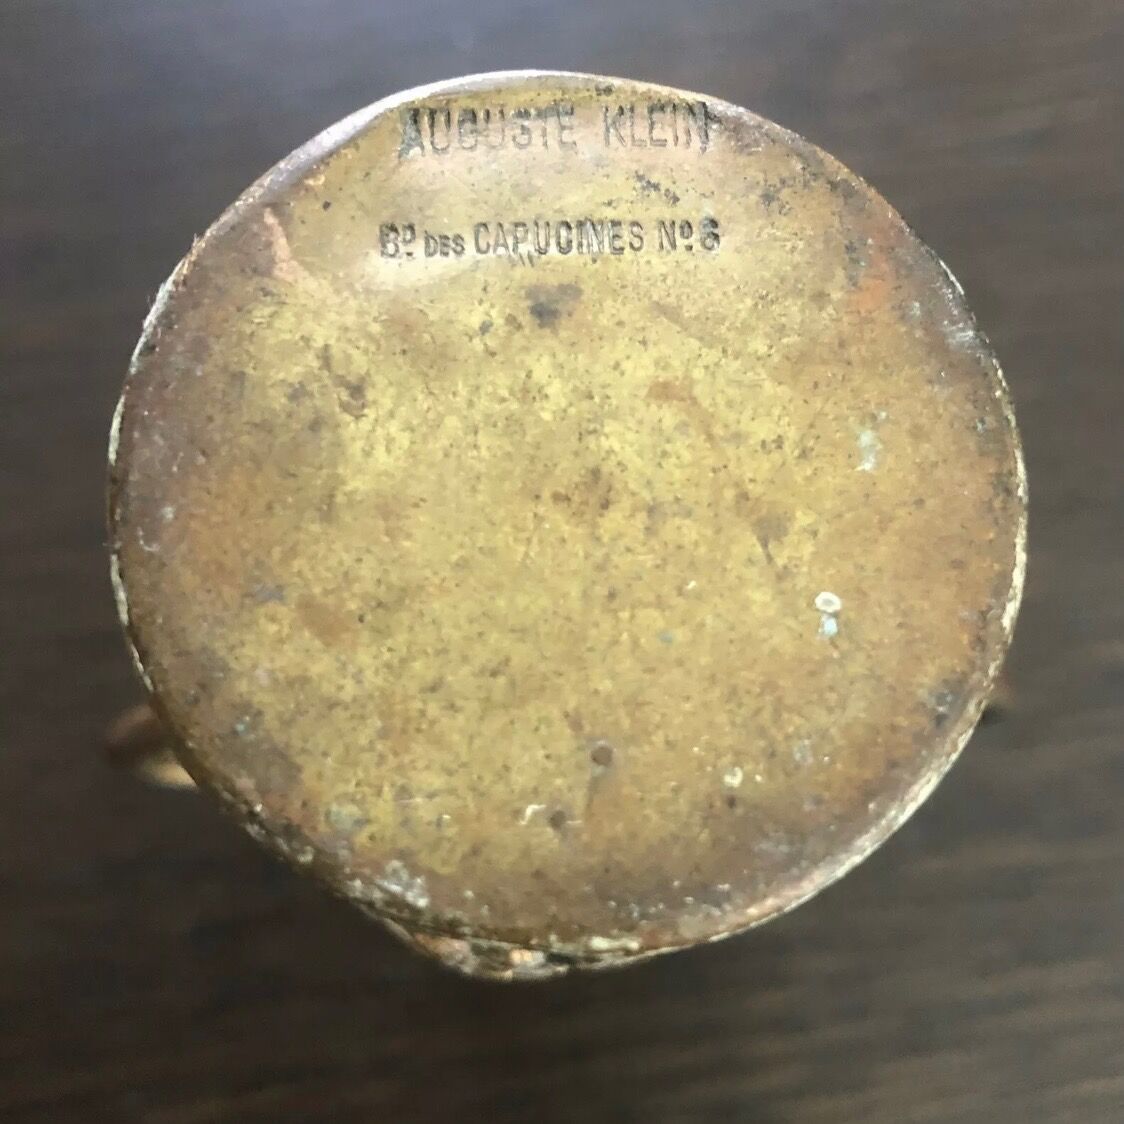 AUGUSTE KLEIN
Bᴰ DES CAPUCINES Nº 6